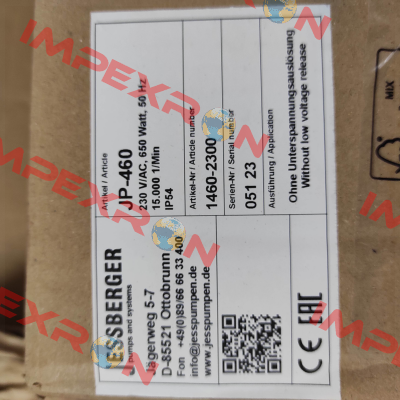 Artikel / Article
JP-460
230 V/AC, 650 Watt, 50 Hz
15.000 1/Min
IP54
Artikel-Nr / Article number
1460-2300
Serien-Nr / Serial number
051 23
Ausführung / Application
Ohne Unterspannungsauslösung
Without low voltage release
JESSBERGER
pumps and systems
Jägerweg 5-7
D-85521 Ottobrunn
Fon +49(0)89/66 66 33 400
info@jesspumpen.de
www.jesspumpen.de
CE EAC
MIX
IMPEXRON
IMPEXRON